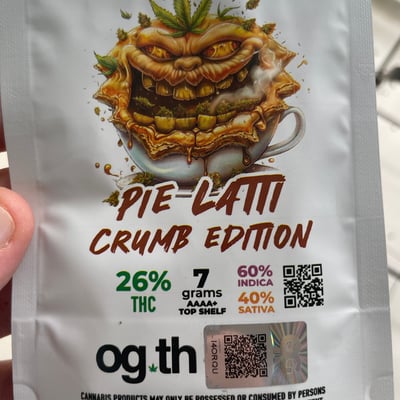 PIE LATTI
CRUMB EDITION
26%
THC
7
grams
AAAA+
TOP SHELF
60%
INDICA
40%
SATIVA
og.th
CANNABIS PRODUCTS MAY ONLY BE POSSESSED OR CONSUMED BY PERSONS